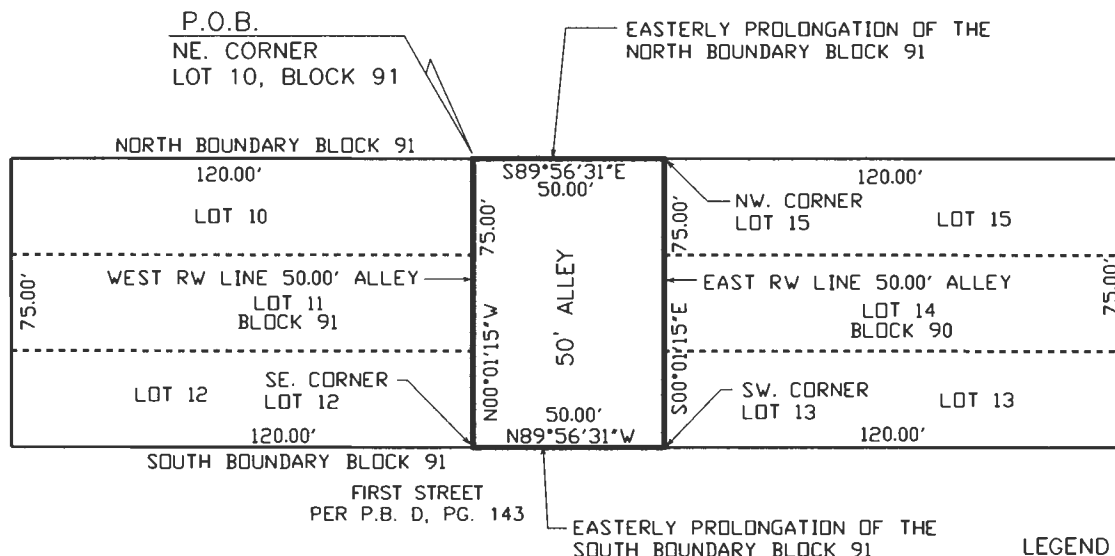 P.O.B.
NE. CORNER
LOT 10, BLOCK 91
EASTERLY PROLONGATION OF THE
NORTH BOUNDARY BLOCK 91
NORTH BOUNDARY BLOCK 91
120.00'
S89°56'31"E
50.00'
120.00'
LOT 10
75.00'
75.00'
NW. CORNER
LOT 15
LOT 15
WEST RW LINE 50.00' ALLEY
EAST RW LINE 50.00' ALLEY
75.00'
LOT 11
BLOCK 91
50' ALLEY
LOT 14
BLOCK 90
75.00'
N00°01'15"W
S00°01'15"E
SE. CORNER
LOT 12
LOT 12
SW. CORNER
LOT 13
LOT 13
120.00'
50.00'
N89°56'31"W
120.00'
SOUTH BOUNDARY BLOCK 91
FIRST STREET
PER P.B. D, PG. 143
EASTERLY PROLONGATION OF THE
SOUTH BOUNDARY BLOCK 91
LEGEND